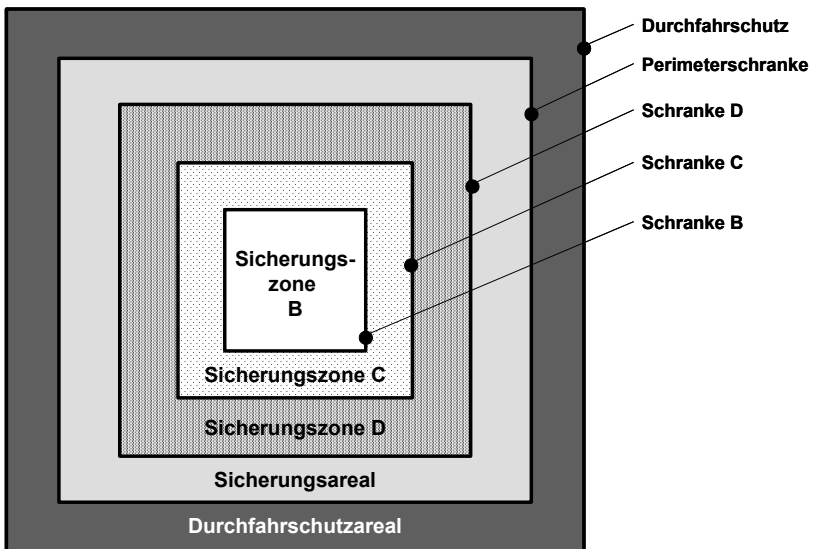 Durchfahrschutz
Perimeterschranke
Schranke D
Schranke C
Schranke B
Sicherungs-
zone
B
Sicherungszone C
Sicherungszone D
Sicherungsareal
Durchfahrschutzareal